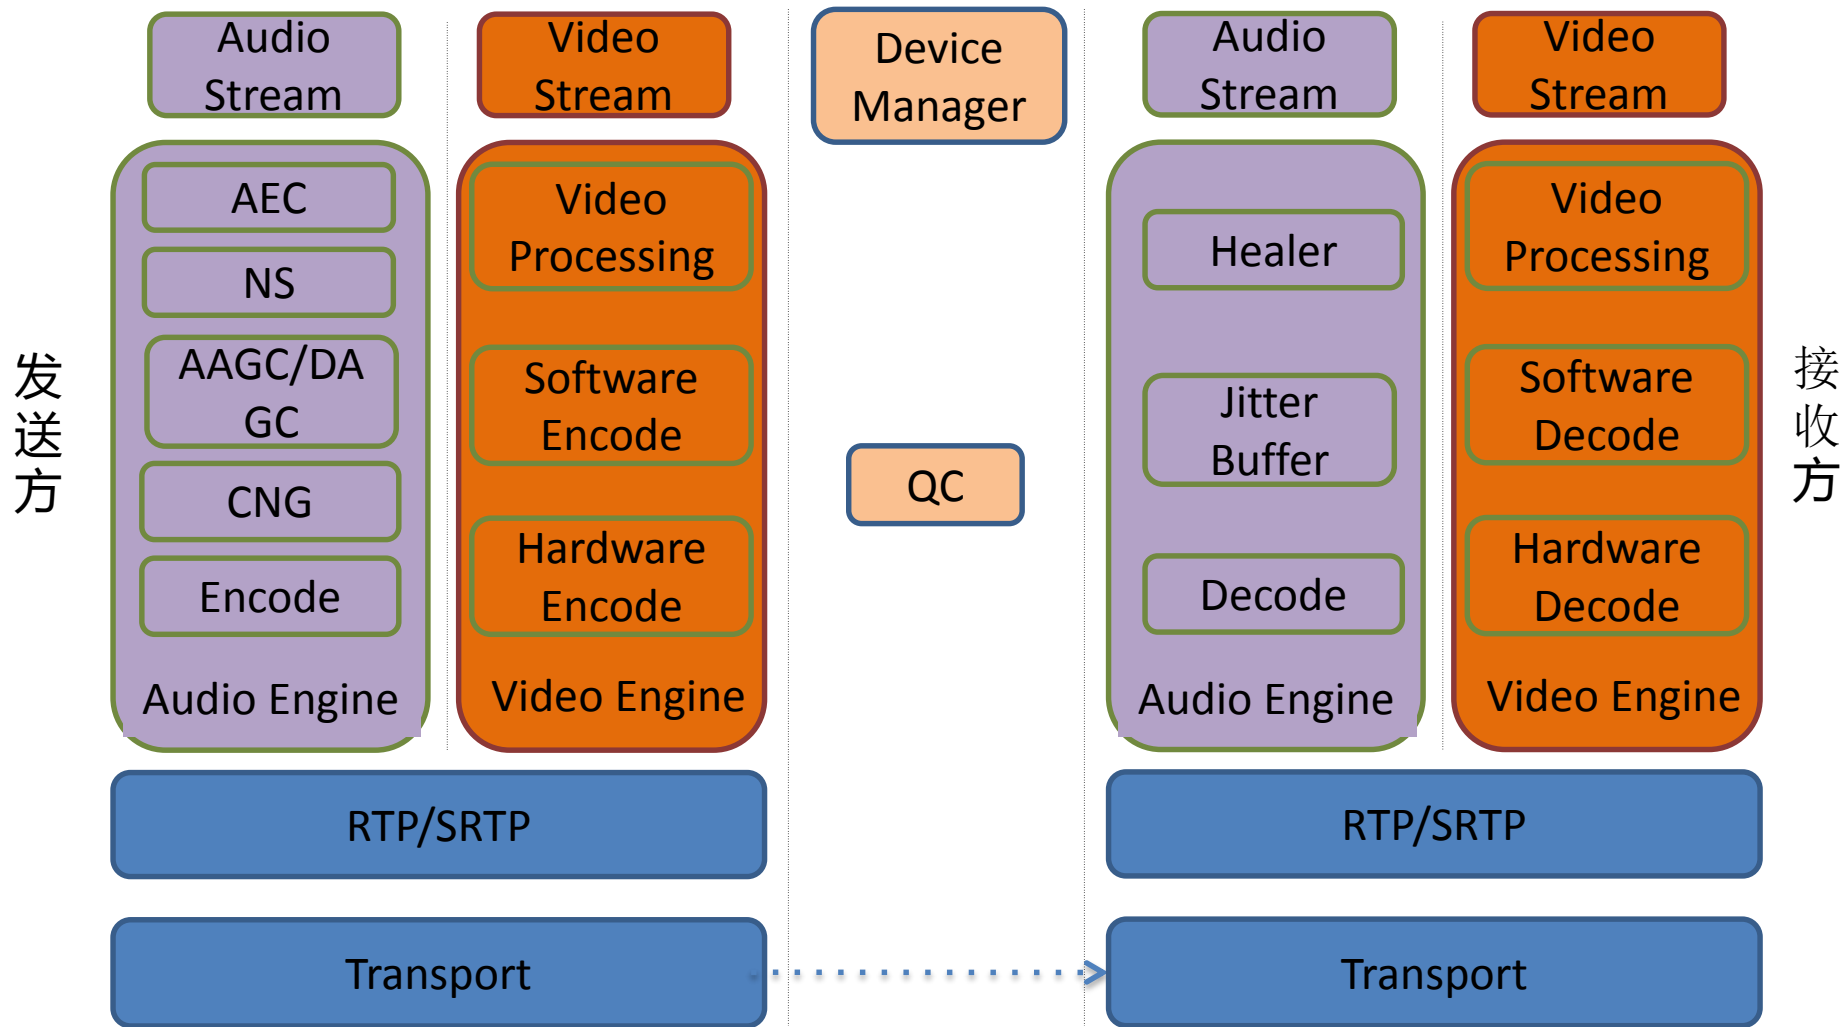 发
送
方
Audio
Stream
AEC
NS
AAGC/DA
GC
CNG
Encode
Audio Engine
Video
Stream
Video
Processing
Software
Encode
Hardware
Encode
Video Engine
RTP/SRTP
Transport
Device
Manager
QC
Audio
Stream
Healer
Jitter
Buffer
Decode
Audio Engine
Video
Stream
Video
Processing
Software
Decode
Hardware
Decode
Video Engine
RTP/SRTP
Transport
接
收
方